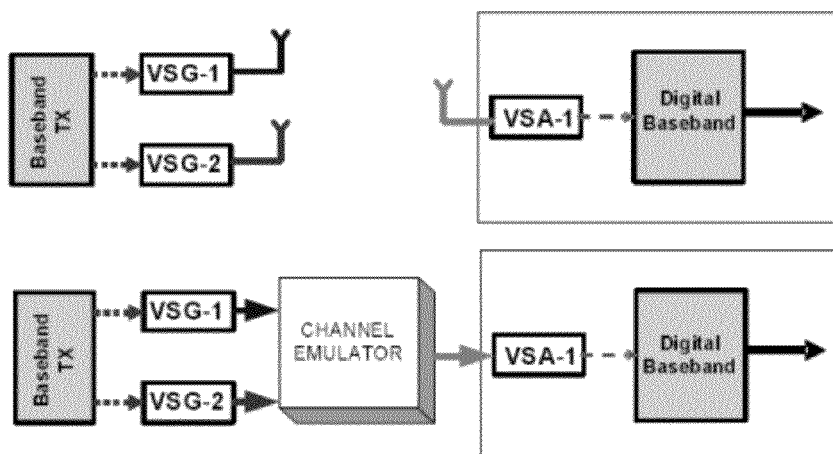 Baseband
TX
VSG-1
VSG-2
VSA-1
Digital
Baseband
Baseband
TX
VSG-1
VSG-2
CHANNEL
EMULATOR
VSA-1
Digital
Baseband